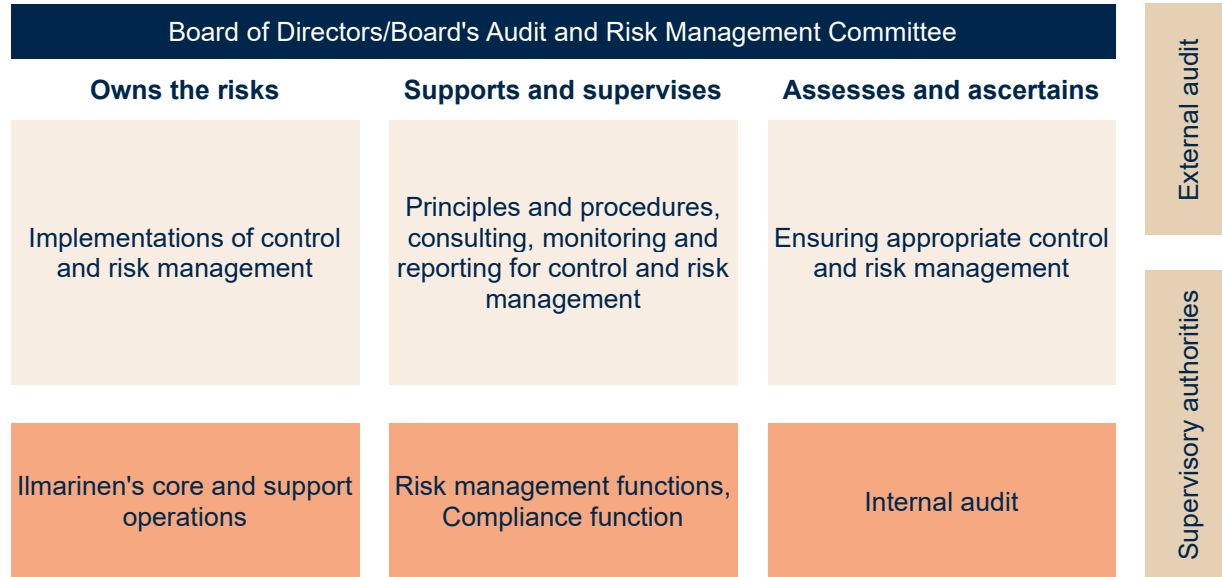 Board of Directors/Board's Audit and Risk Management Committee
Owns the risks
Supports and supervises
Assesses and ascertains
Implementations of control
and risk management
Principles and procedures,
consulting, monitoring and
reporting for control and risk
management
Ensuring appropriate control
and risk management
Ilmarinen's core and support
operations
Risk management functions,
Compliance function
Internal audit
External audit
Supervisory authorities